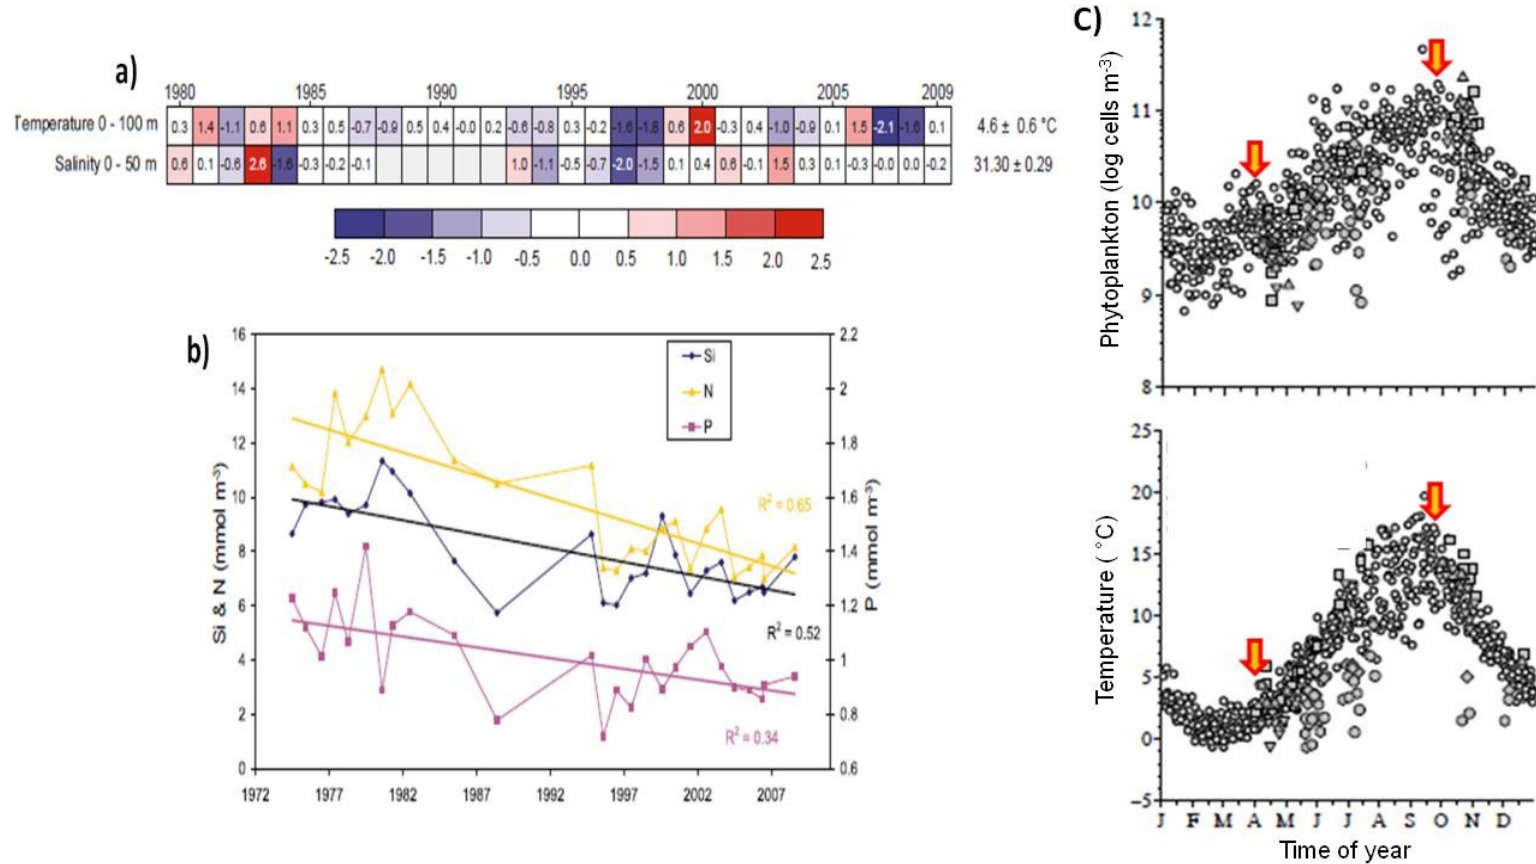 a)
1980 1985 1990 1995 2000 2005 2009
Temperature 0 - 100 m 0.3 1.4 -1.1 0.6 1.1 0.3 0.5 -0.7 -0.9 0.5 0.4 -0.0 0.2 -0.6 -0.8 0.3 -0.2 -1.6 -1.8 0.6 2.0 -0.3 0.4 -1.0 -0.9 0.1 1.5 -2.1 -1.6 0.1 4.6 ± 0.6 °C
Salinity 0 - 50 m 0.6 0.1 -0.6 2.6 -1.6 -0.3 -0.2 -0.1 1.0 -1.1 -0.5 -0.7 -2.0 -1.5 0.1 0.4 0.6 -0.1 1.5 0.3 0.1 -0.3 -0.0 0.0 -0.2 31.30 ± 0.29
-2.5 -2.0 -1.5 -1.0 -0.5 0.0 0.5 1.0 1.5 2.0 2.5
b)
Si & N (mmol m⁻³)
16
14
12
10
8
6
4
2
0
Si
N
P
R² = 0.65
R² = 0.52
R² = 0.34
2.2
2
1.8
1.6
1.4
1.2
1
0.8
0.6
P (mmol m⁻³)
1972 1977 1982 1987 1992 1997 2002 2007
C)
Phytoplankton (log cells m⁻³)
12
11
10
9
8
Temperature ( °C)
25
20
15
10
5
0
−5
J F M A M J J A S O N D
Time of year